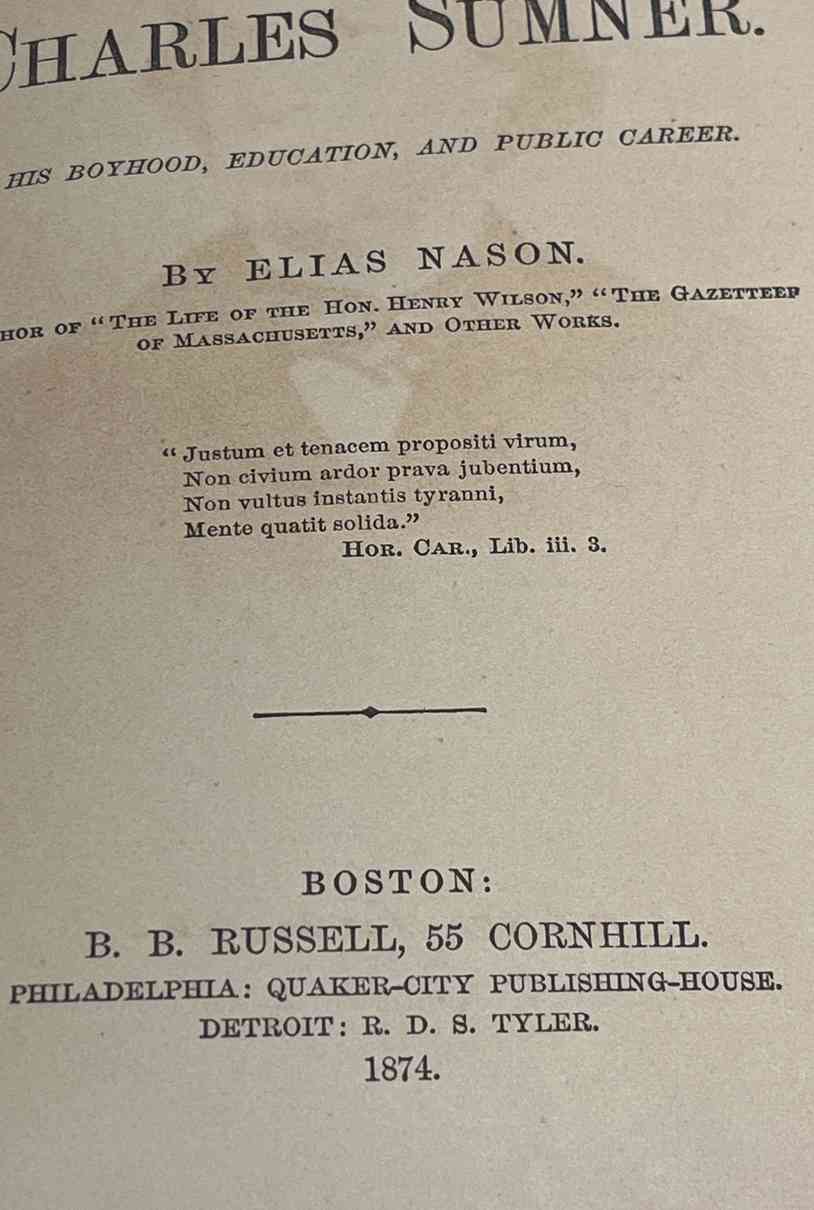 CHARLES SUMNER.
HIS BOYHOOD, EDUCATION, AND PUBLIC CAREER.
BY ELIAS NASON.
HOR OF “THE LIFE OF THE HON. HENRY WILSON,” “THE GAZETTEER
OF MASSACHUSETTS,” AND OTHER WORKS.
“Justum et tenacem propositi virum,
Non civium ardor prava jubentium,
Non vultus instantis tyranni,
Mente quatit solida.”
HOR. CAR., Lib. iii. 3.
BOSTON:
B. B. RUSSELL, 55 CORNHILL.
PHILADELPHIA: QUAKER-CITY PUBLISHING-HOUSE.
DETROIT: R. D. S. TYLER.
1874.